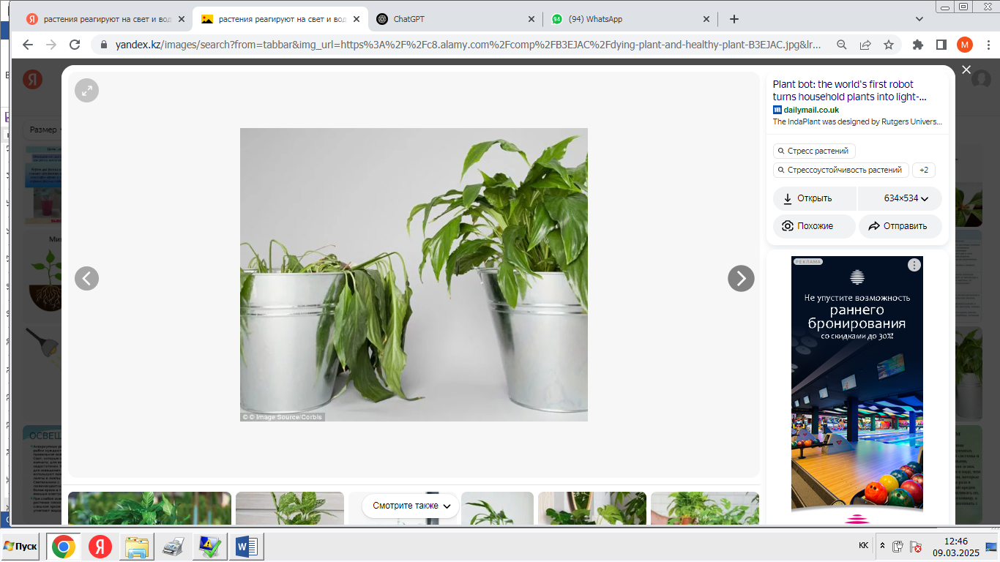 растения реагируют на свет и вод
растения реагируют на свет и вод
ChatGPT
94
(94) WhatsApp
yandex.kz/images/search?from=tabbar&img_url=https%3A%2F%2Fc8.alamy.com%2Fcomp%2FB3EJAC%2Fdying-plant-and-healthy-plant-B3EJAC.jpg&lr...
M
Я
Размер
Мин
ОСВЕЩ
© © Image Source/Corbis
Plant bot: the world's first robot
turns household plants into light-...
dailymail.co.uk
The IndaPlant was designed by Rutgers Univers...
Стресс растений
Стрессоустойчивость растений
+2
Открыть
634×534
Похожие
Отправить
РЕКЛАМА
Не упустите возможность
раннего
бронирования
со скидками до 30%!
Смотрите также
Пуск
Я
KK
12:46
09.03.2025